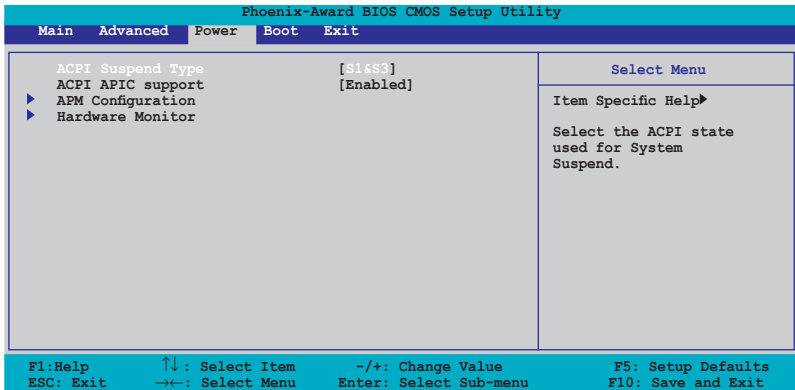 Phoenix-Award BIOS CMOS Setup Utility
Main Advanced Power Boot Exit
ACPI Suspend Type [S1&S3]
ACPI APIC support [Enabled]
APM Configuration
Hardware Monitor
Select Menu
Item Specific Help
Select the ACPI state
used for System
Suspend.
F1:Help ↑↓: Select Item -/+: Change Value F5: Setup Defaults
ESC: Exit →←: Select Menu Enter: Select Sub-menu F10: Save and Exit